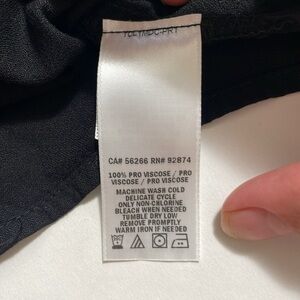 CA# 56266 RN# 92874
100% PRO VISCOSE / PRO
VISCOSE / PRO VISCOSE
MACHINE WASH COLD
DELICATE CYCLE
ONLY NON-CHLORINE
BLEACH WHEN NEEDED
TUMBLE DRY LOW
REMOVE PROMPTLY
WARM IRON IF NEEDED